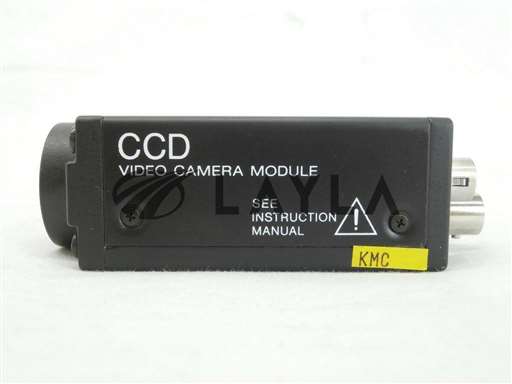 CCD
VIDEO CAMERA MODULE
LAYLA
SEE
INSTRUCTION
MANUAL
KMC